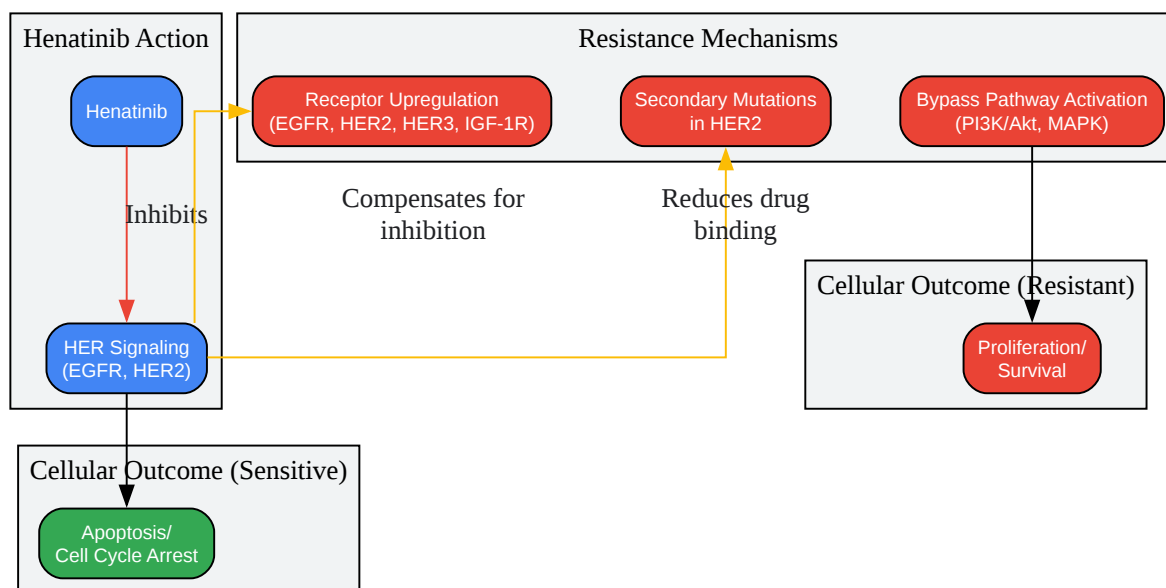 Henatinib Action
Resistance Mechanisms
Henatinib
Receptor Upregulation
(EGFR, HER2, HER3, IGF-1R)
Secondary Mutations
in HER2
Bypass Pathway Activation
(PI3K/Akt, MAPK)
Inhibits
Compensates for
inhibition
Reduces drug
binding
Cellular Outcome (Resistant)
HER Signaling
(EGFR, HER2)
Proliferation/
Survival
Cellular Outcome (Sensitive)
Apoptosis/
Cell Cycle Arrest